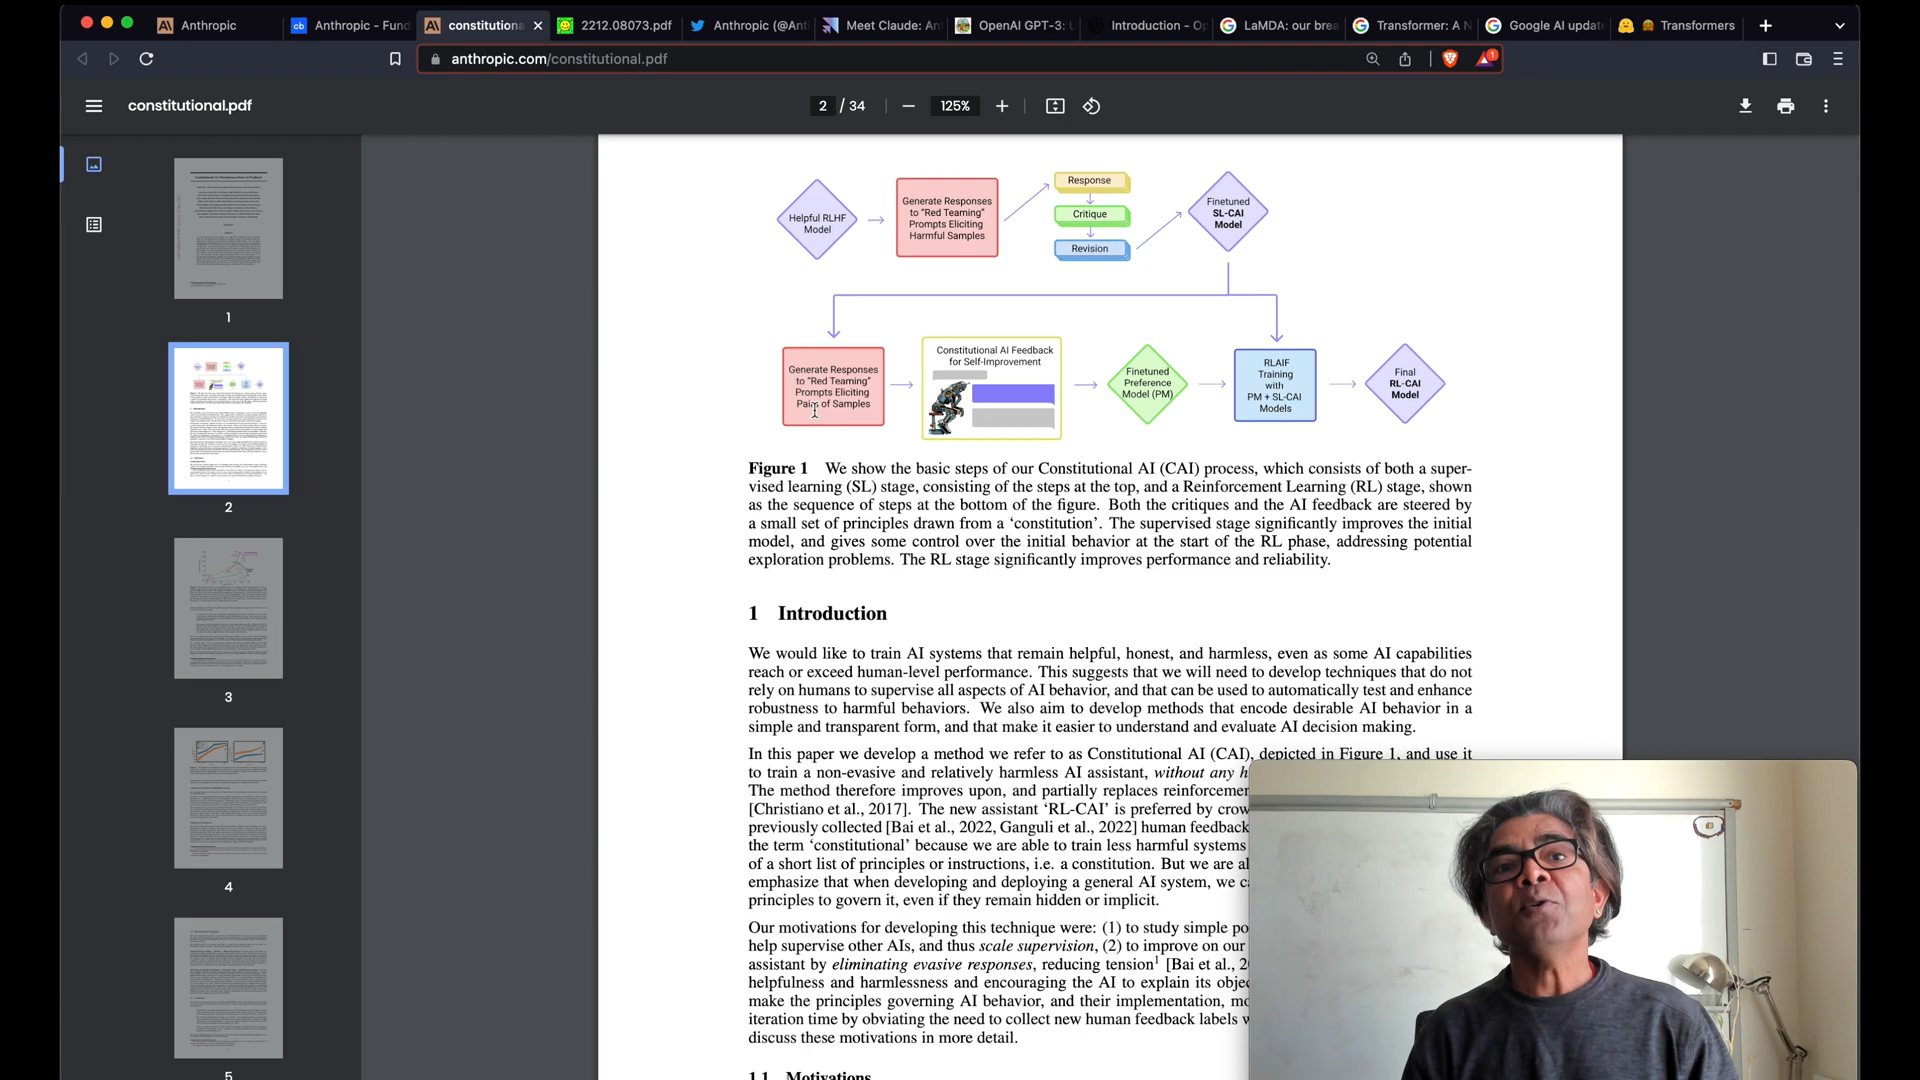 Anthropic
Anthropic - Fund
constitutiona
2212.08073.pdf
Anthropic (@Ant
Meet Claude: An
OpenAI GPT-3: U
Introduction - Op
LaMDA: our brea
Transformer: A N
Google AI update
Transformers
anthropic.com/constitutional.pdf
1
constitutional.pdf
2 / 34
125%
1
2
3
4
5
Helpful RLHF
Model
Generate Responses
to “Red Teaming”
Prompts Eliciting
Harmful Samples
Response
Critique
Revision
Finetuned
SL-CAI
Model
Generate Responses
to “Red Teaming”
Prompts Eliciting
Pairs of Samples
Constitutional AI Feedback
for Self-Improvement
Finetuned
Preference
Model (PM)
RLAIF
Training
with
PM + SL-CAI
Models
Final
RL-CAI
Model
Figure 1 We show the basic steps of our Constitutional AI (CAI) process, which consists of both a super-
vised learning (SL) stage, consisting of the steps at the top, and a Reinforcement Learning (RL) stage, shown
as the sequence of steps at the bottom of the figure. Both the critiques and the AI feedback are steered by
a small set of principles drawn from a ‘constitution’. The supervised stage significantly improves the initial
model, and gives some control over the initial behavior at the start of the RL phase, addressing potential
exploration problems. The RL stage significantly improves performance and reliability.
1 Introduction
We would like to train AI systems that remain helpful, honest, and harmless, even as some AI capabilities
reach or exceed human-level performance. This suggests that we will need to develop techniques that do not
rely on humans to supervise all aspects of AI behavior, and that can be used to automatically test and enhance
robustness to harmful behaviors. We also aim to develop methods that encode desirable AI behavior in a
simple and transparent form, and that make it easier to understand and evaluate AI decision making.
In this paper we develop a method we refer to as Constitutional AI (CAI), depicted in Figure 1, and use it
to train a non-evasive and relatively harmless AI assistant, without any h
The method therefore improves upon, and partially replaces reinforcemen
[Christiano et al., 2017]. The new assistant ‘RL-CAI’ is preferred by crow
previously collected [Bai et al., 2022, Ganguli et al., 2022] human feedback
the term ‘constitutional’ because we are able to train less harmful systems
of a short list of principles or instructions, i.e. a constitution. But we are al
emphasize that when developing and deploying a general AI system, we ca
principles to govern it, even if they remain hidden or implicit.
Our motivations for developing this technique were: (1) to study simple po
help supervise other AIs, and thus scale supervision, (2) to improve on our
assistant by eliminating evasive responses, reducing tension1 [Bai et al., 20
helpfulness and harmlessness and encouraging the AI to explain its objec
make the principles governing AI behavior, and their implementation, mo
iteration time by obviating the need to collect new human feedback labels w
discuss these motivations in more detail.
1.1 Motivations